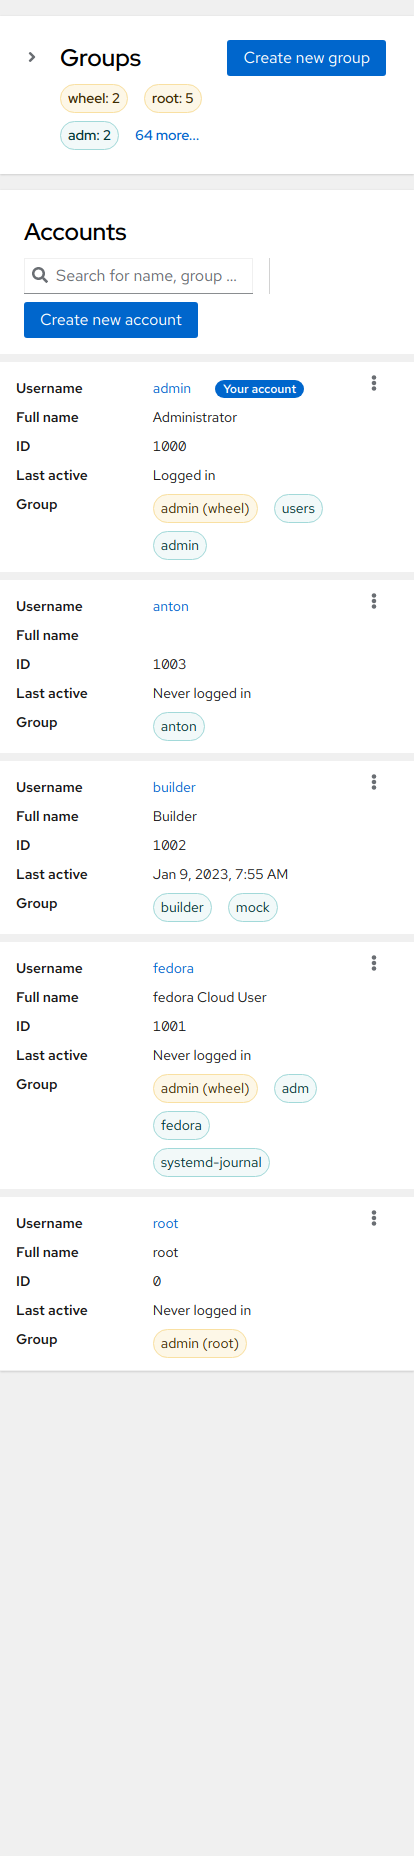 Groups
Create new group
wheel: 2 root: 5
adm: 2 64 more...
Accounts
Search for name, group ...
Create new account
Username admin Your account
Full name Administrator
ID 1000
Last active Logged in
Group admin (wheel) users
admin
Username anton
Full name
ID 1003
Last active Never logged in
Group anton
Username builder
Full name Builder
ID 1002
Last active Jan 9, 2023, 7:55 AM
Group builder mock
Username fedora
Full name fedora Cloud User
ID 1001
Last active Never logged in
Group admin (wheel) adm
fedora
systemd-journal
Username root
Full name root
ID 0
Last active Never logged in
Group admin (root)